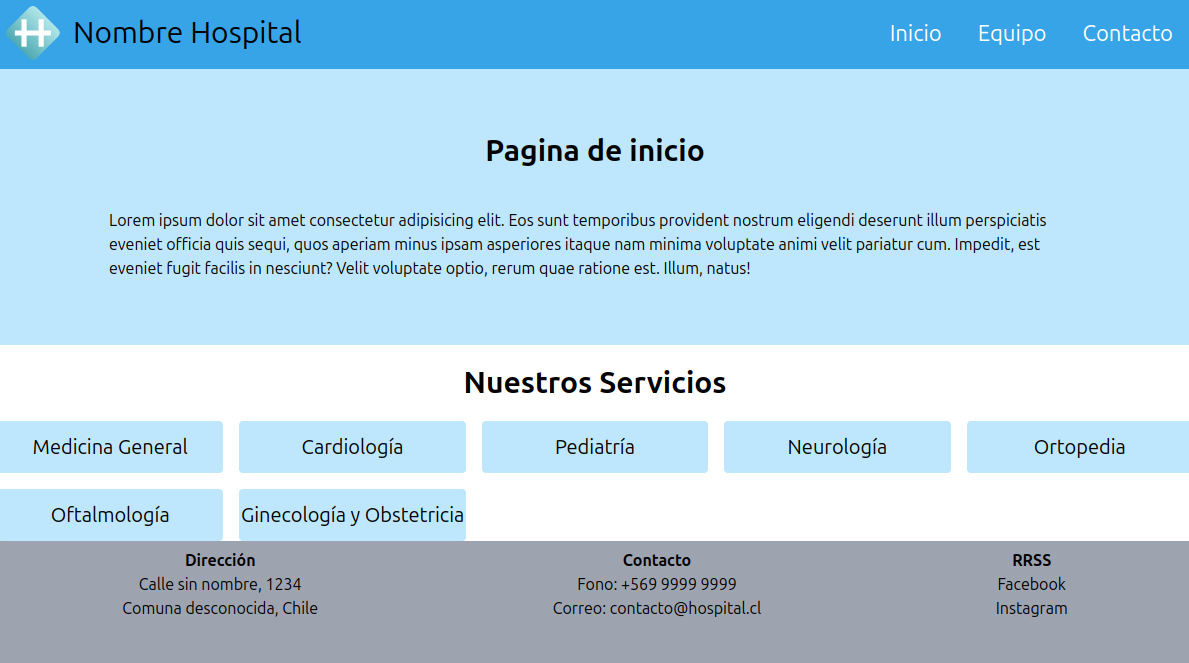 H Nombre Hospital
Inicio Equipo Contacto
Pagina de inicio
Lorem ipsum dolor sit amet consectetur adipisicing elit. Eos sunt temporibus provident nostrum eligendi deserunt illum perspiciatis
eveniet officia quis sequi, quos aperiam minus ipsam asperiores itaque nam minima voluptate animi velit pariatur cum. Impedit, est
eveniet fugit facilis in nesciunt? Velit voluptate optio, rerum quae ratione est. Illum, natus!
Nuestros Servicios
Medicina General
Cardiología
Pediatría
Neurología
Ortopedia
Oftalmología
Ginecología y Obstetricia
Dirección
Calle sin nombre, 1234
Comuna desconocida, Chile
Contacto
Fono: +569 9999 9999
Correo: contacto@hospital.cl
RRSS
Facebook
Instagram